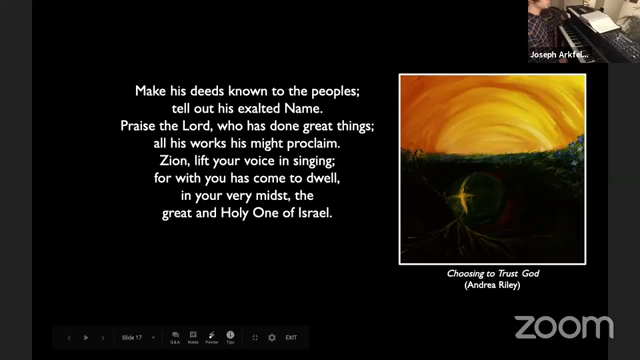 Joseph Arkfel...
Make his deeds known to the peoples;
tell out his exalted Name.
Praise the Lord, who has done great things;
all his works his might proclaim.
Zion, lift your voice in singing;
for with you has come to dwell,
in your very midst, the
great and Holy One of Israel.
Choosing to Trust God
(Andrea Riley)
Slide 17
Q&A
Notes
Pointer
Tips
EXIT
zoom